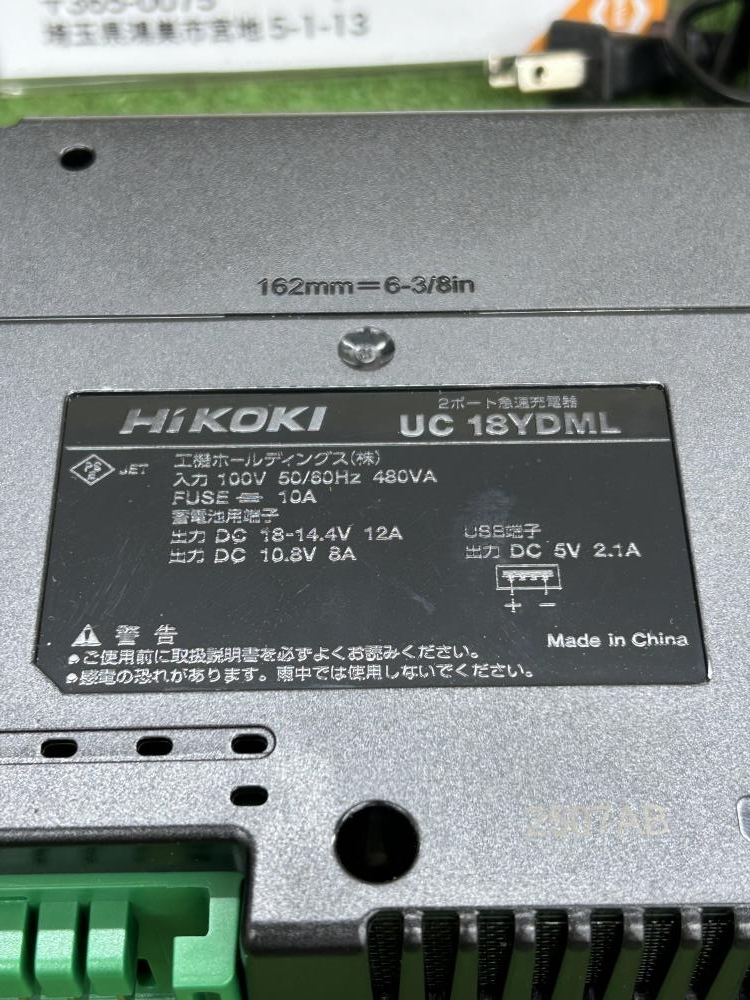 〒365-0075
埼玉県鴻巣市宮地 5-1-13
162mm=6-3/8in
HiKOKI
2ポート急速充電器
UC 18YDML
PS
E
JET
工機ホールディングス(株)
入力 100V 50/60Hz 480VA
FUSE 10A
蓄電池用端子
出力 DC 18-14.4V 12A
出力 DC 10.8V 8A
USB端子
出力 DC 5V 2.1A
+ −
警告
●ご使用前に取扱説明書を必ずよくお読みください。
●感電の恐れがあります。雨中では使用しないでください。
Made in China